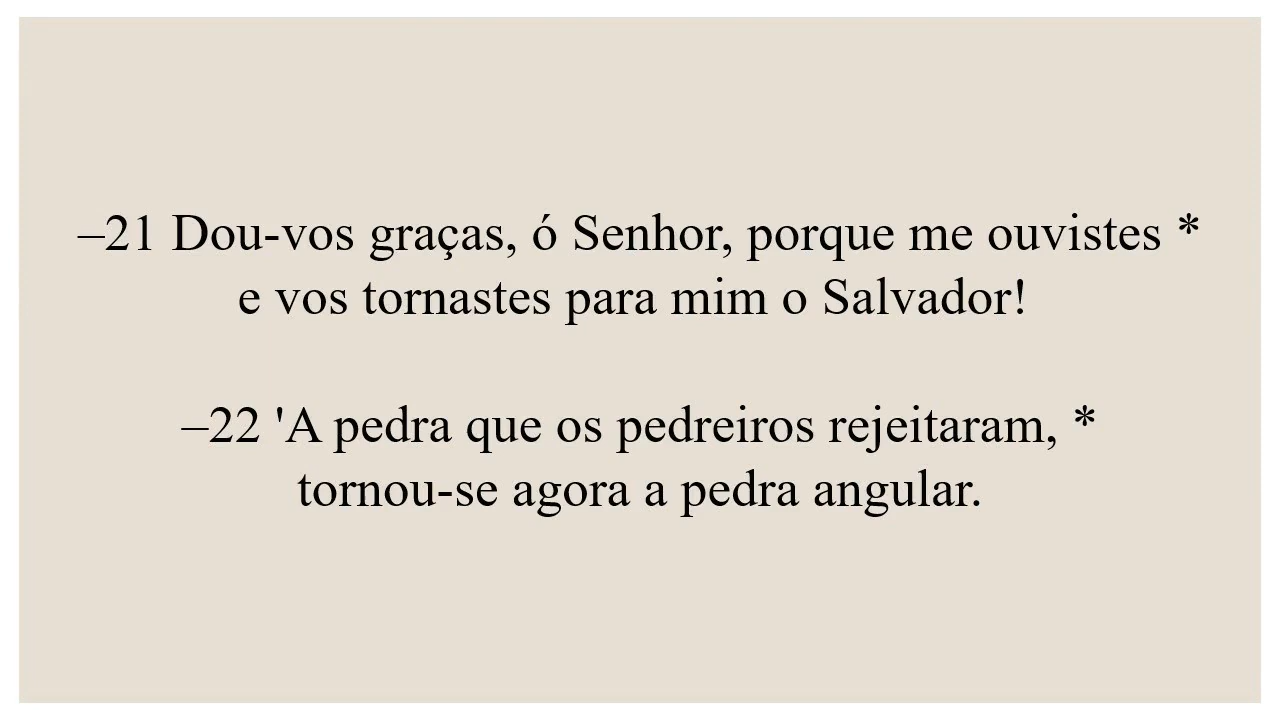 –21 Dou-vos graças, ó Senhor, porque me ouvistes *
e vos tornastes para mim o Salvador!
–22 'A pedra que os pedreiros rejeitaram, *
tornou-se agora a pedra angular.